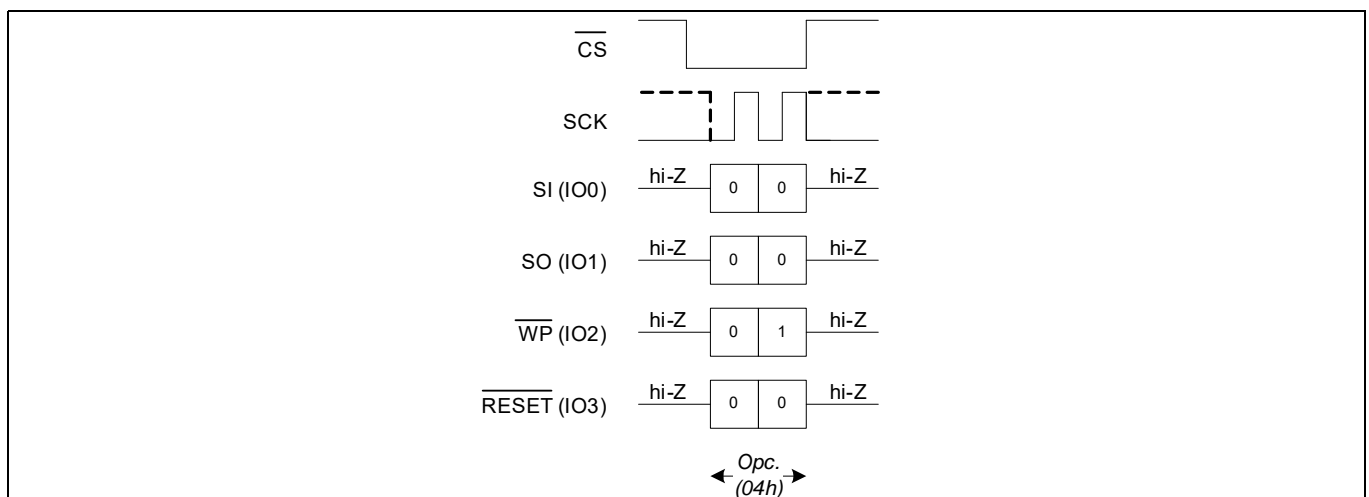 CS
SCK
SI (IO0) hi-Z 0 0 hi-Z
SO (IO1) hi-Z 0 0 hi-Z
WP (IO2) hi-Z 0 1 hi-Z
RESET (IO3) hi-Z 0 0 hi-Z
Opc.
(04h)